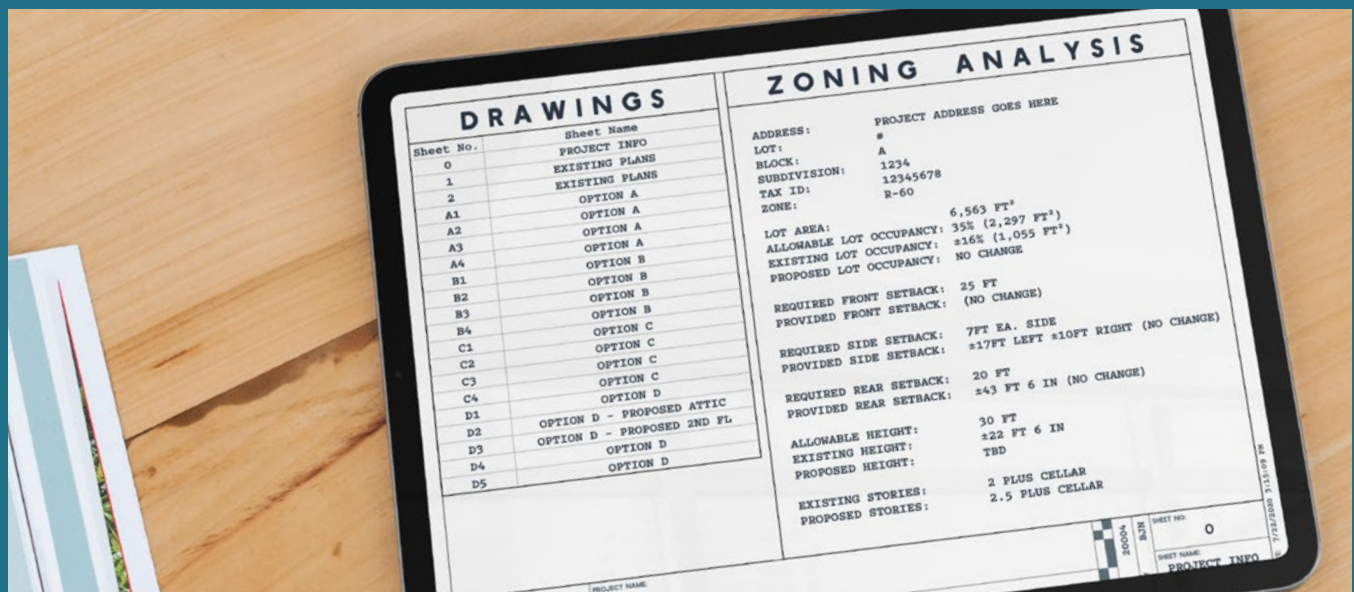 DRAWINGS
Sheet No. Sheet Name
0 PROJECT INFO
1 EXISTING PLANS
2 EXISTING PLANS
A1 OPTION A
A2 OPTION A
A3 OPTION A
A4 OPTION A
B1 OPTION B
B2 OPTION B
B3 OPTION B
B4 OPTION B
C1 OPTION C
C2 OPTION C
C3 OPTION C
C4 OPTION C
D1 OPTION D
D2 OPTION D - PROPOSED ATTIC
D3 OPTION D - PROPOSED 2ND FL
D4 OPTION D
D5 OPTION D
ZONING ANALYSIS
ADDRESS: PROJECT ADDRESS GOES HERE
LOT: #
BLOCK: A
SUBDIVISION: 1234
TAX ID: 12345678
ZONE: R-60
LOT AREA: 6,563 FT²
ALLOWABLE LOT OCCUPANCY: 35% (2,297 FT²)
EXISTING LOT OCCUPANCY: ±16% (1,055 FT²)
PROPOSED LOT OCCUPANCY: NO CHANGE
REQUIRED FRONT SETBACK: 25 FT
PROVIDED FRONT SETBACK: (NO CHANGE)
REQUIRED SIDE SETBACK: 7FT EA. SIDE
PROVIDED SIDE SETBACK: ±17FT LEFT ±10FT RIGHT (NO CHANGE)
REQUIRED REAR SETBACK: 20 FT
PROVIDED REAR SETBACK: ±43 FT 6 IN (NO CHANGE)
ALLOWABLE HEIGHT: 30 FT
EXISTING HEIGHT: ±22 FT 6 IN
PROPOSED HEIGHT: TBD
EXISTING STORIES: 2 PLUS CELLAR
PROPOSED STORIES: 2.5 PLUS CELLAR
PROJECT NAME:
20004
BJN
SHEET NO:
0
SHEET NAME:
PROJECT INFO
7/22/2020